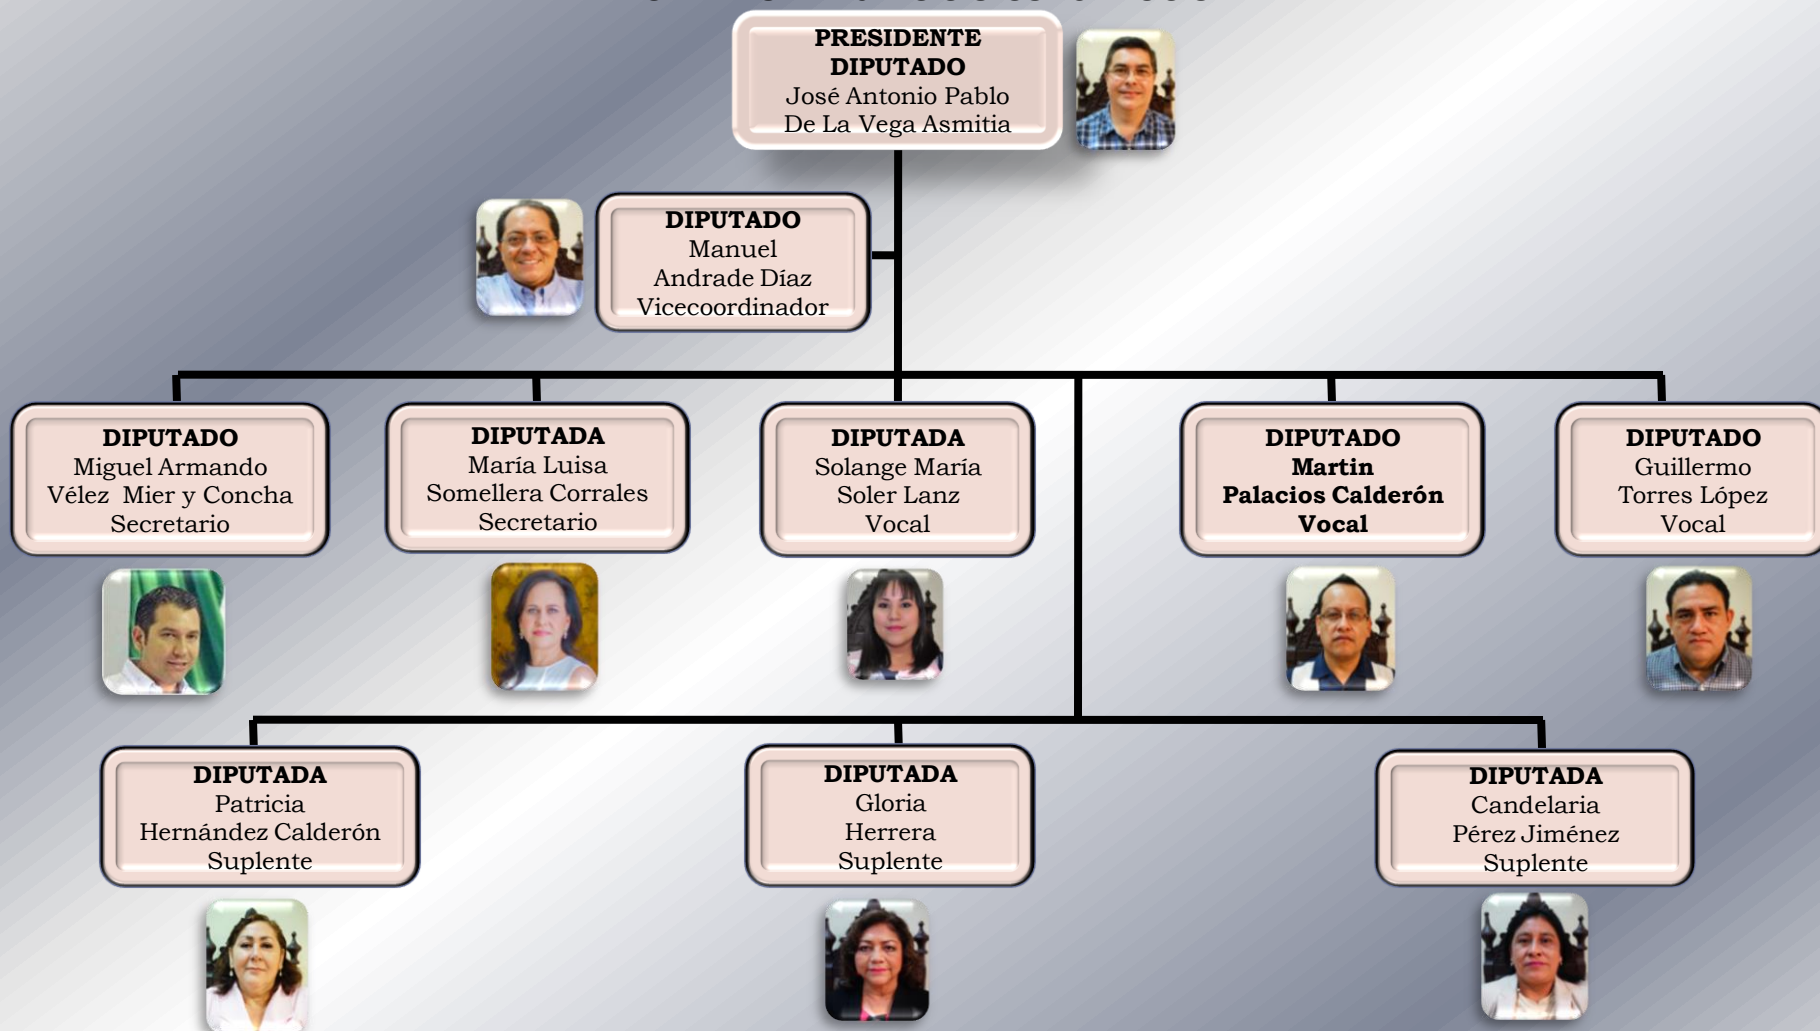 PRESIDENTE
DIPUTADO
José Antonio Pablo
De La Vega Asmitia
DIPUTADO
Manuel
Andrade Díaz
Vicecoordinador
DIPUTADO
Miguel Armando
Vélez Mier y Concha
Secretario
DIPUTADA
María Luisa
Somellera Corrales
Secretario
DIPUTADA
Solange María
Soler Lanz
Vocal
DIPUTADO
Martin
Palacios Calderón
Vocal
DIPUTADO
Guillermo
Torres López
Vocal
DIPUTADA
Patricia
Hernández Calderón
Suplente
DIPUTADA
Gloria
Herrera
Suplente
DIPUTADA
Candelaria
Pérez Jiménez
Suplente